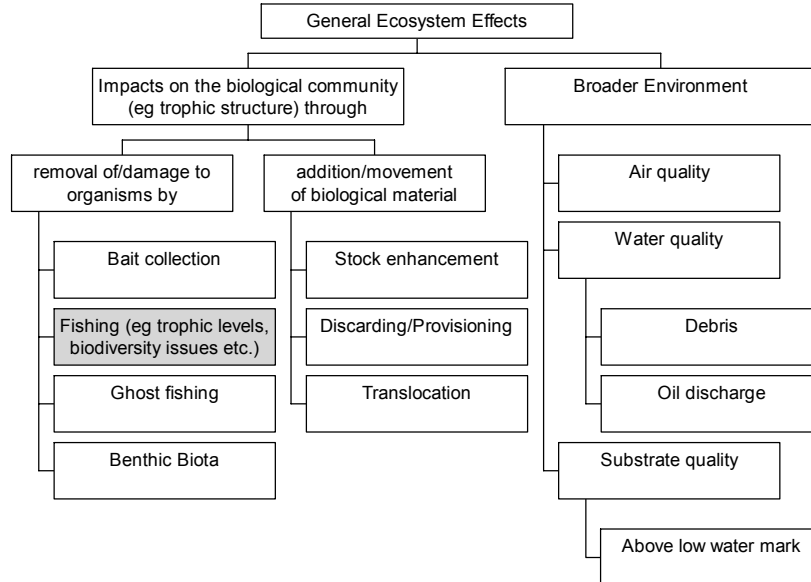 General Ecosystem Effects
Impacts on the biological community
(eg trophic structure) through
Broader Environment
removal of/damage to
organisms by
addition/movement
of biological material
Air quality
Water quality
Bait collection
Stock enhancement
Fishing (eg trophic levels,
biodiversity issues etc.)
Discarding/Provisioning
Debris
Ghost fishing
Translocation
Oil discharge
Benthic Biota
Substrate quality
Above low water mark